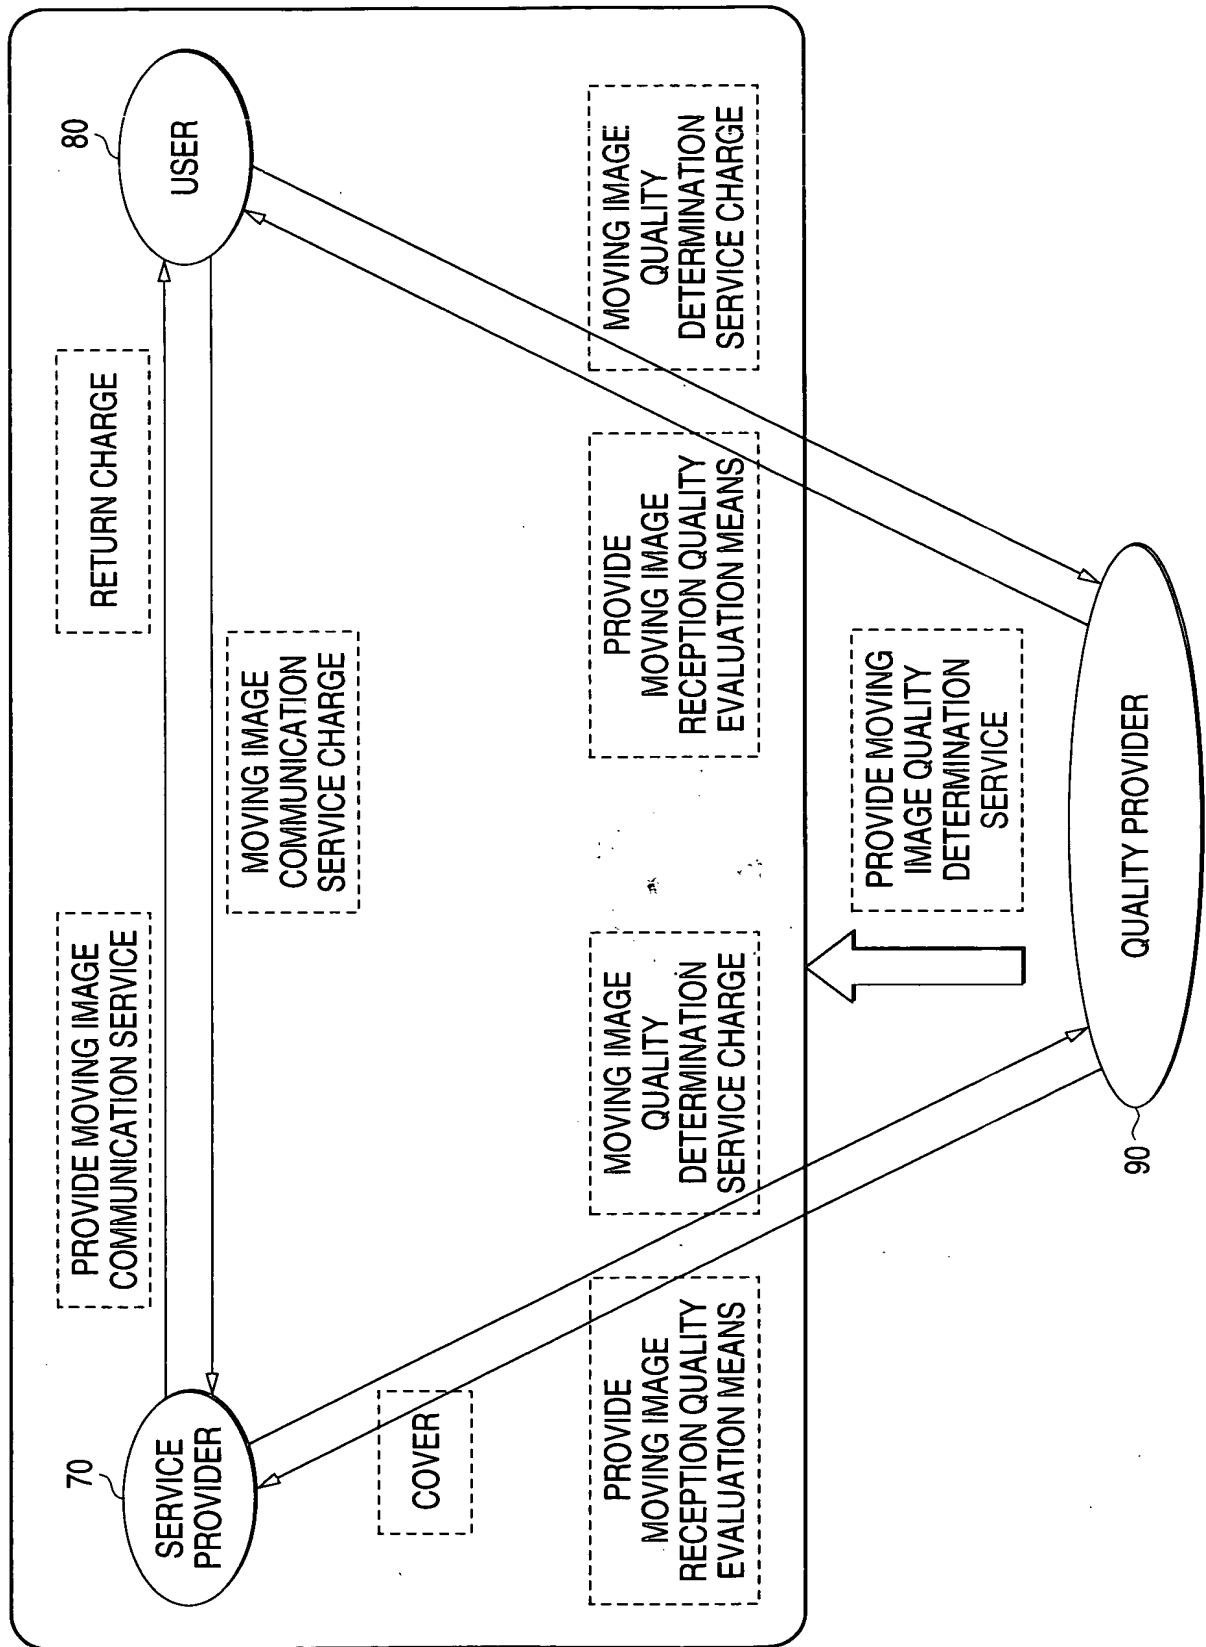 70
SERVICE
PROVIDER
PROVIDE MOVING IMAGE
COMMUNICATION SERVICE
RETURN CHARGE
80
USER
MOVING IMAGE
COMMUNICATION
SERVICE CHARGE
COVER
PROVIDE
MOVING IMAGE
RECEPTION QUALITY
EVALUATION MEANS
MOVING IMAGE
QUALITY
DETERMINATION
SERVICE CHARGE
PROVIDE
MOVING IMAGE
RECEPTION QUALITY
EVALUATION MEANS
MOVING IMAGE
QUALITY
DETERMINATION
SERVICE CHARGE
PROVIDE MOVING
IMAGE QUALITY
DETERMINATION
SERVICE
90
QUALITY PROVIDER